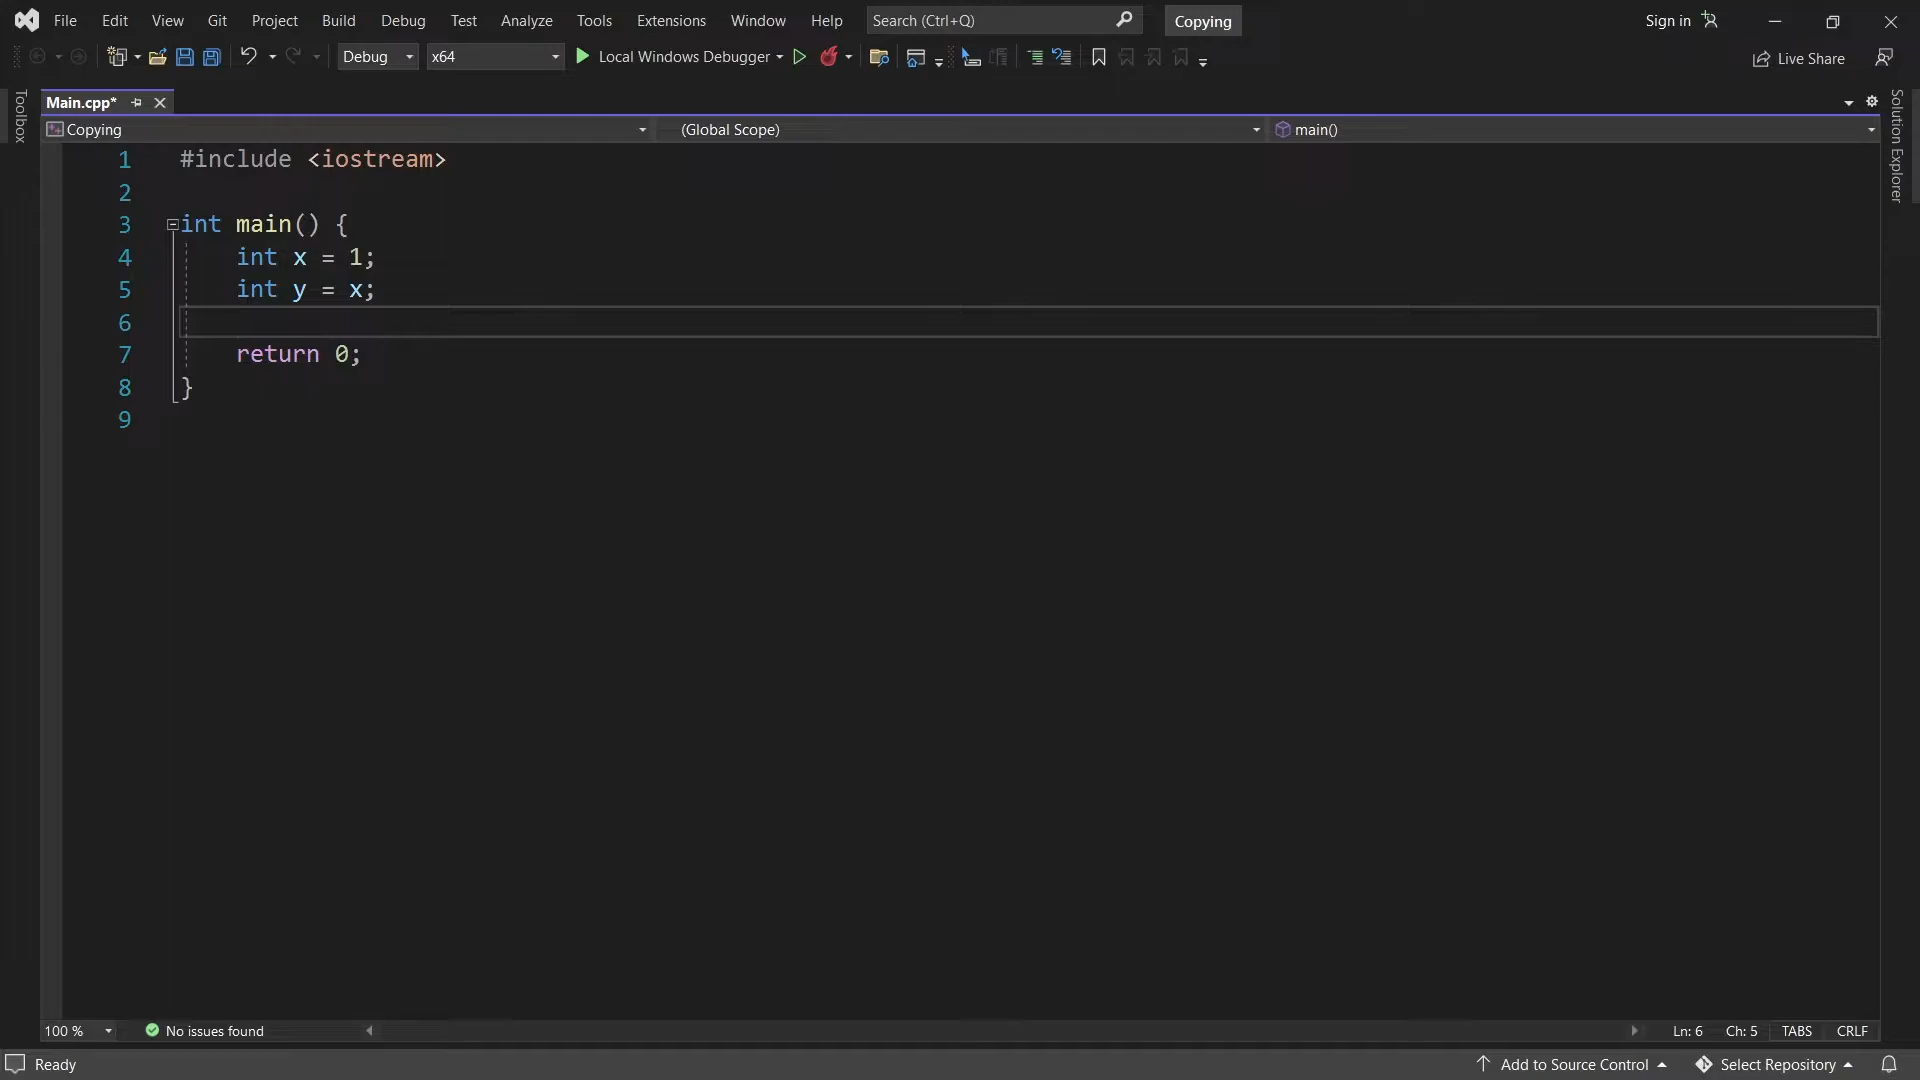 File Edit View Git Project Build Debug Test Analyze Tools Extensions Window Help Search (Ctrl+Q) Copying Sign in
Debug x64 Local Windows Debugger Live Share
Toolbox
Main.cpp*
Solution Explorer
Copying (Global Scope) main()
1 #include <iostream>
2
3 int main() {
4 int x = 1;
5 int y = x;
6
7 return 0;
8 }
9
100 % No issues found Ln: 6 Ch: 5 TABS CRLF
Ready Add to Source Control Select Repository